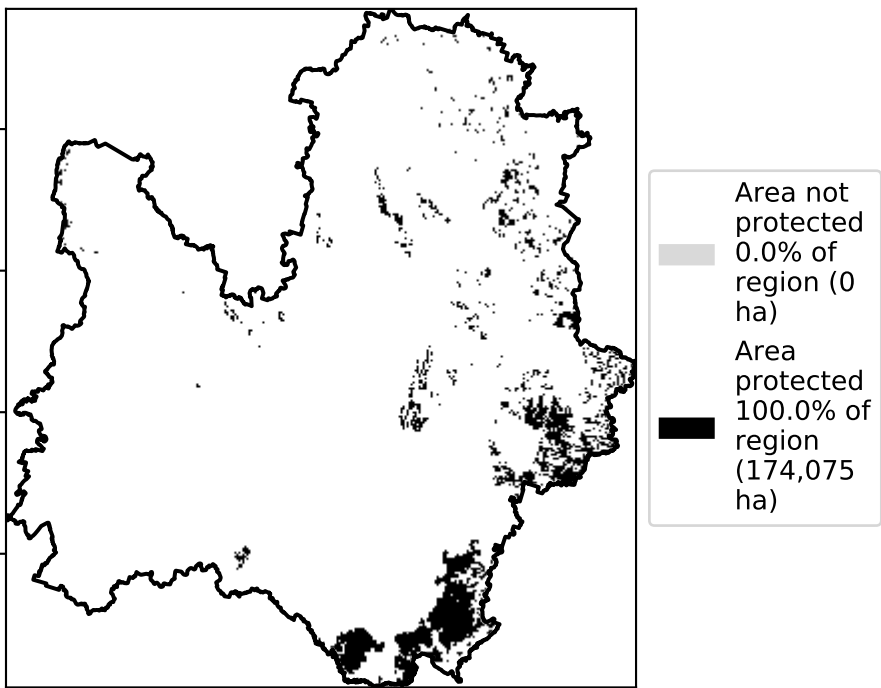 Area not
protected
0.0% of
region (0
ha)
Area
protected
100.0% of
region
(174,075
ha)